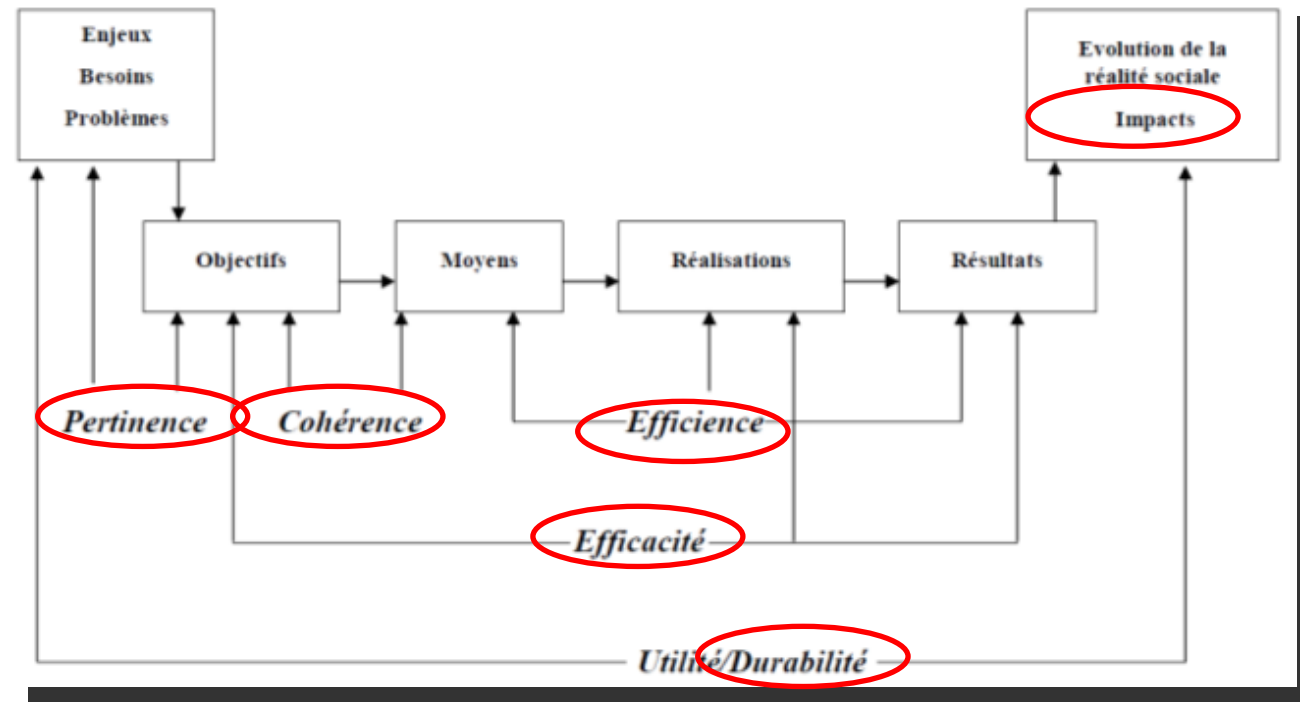 Enjeux
Besoins
Problèmes
Evolution de la
réalité sociale
Impacts
Objectifs
Moyens
Réalisations
Résultats
Pertinence
Cohérence
Efficience
Efficacité
Utilité/Durabilité